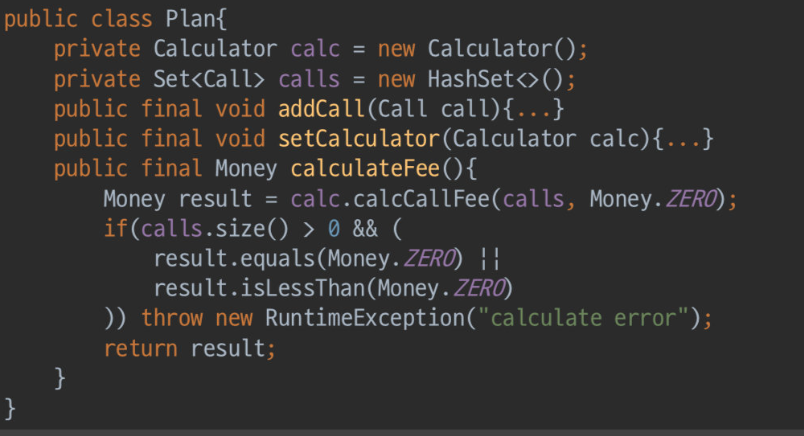 public class Plan{
    private Calculator calc = new Calculator();
    private Set<Call> calls = new HashSet<>();
    public final void addCall(Call call){...}
    public final void setCalculator(Calculator calc){...}
    public final Money calculateFee(){
        Money result = calc.calcCallFee(calls, Money.ZERO);
        if(calls.size() > 0 && (
            result.equals(Money.ZERO) ||
            result.isLessThan(Money.ZERO)
        )) throw new RuntimeException("calculate error");
        return result;
    }
}